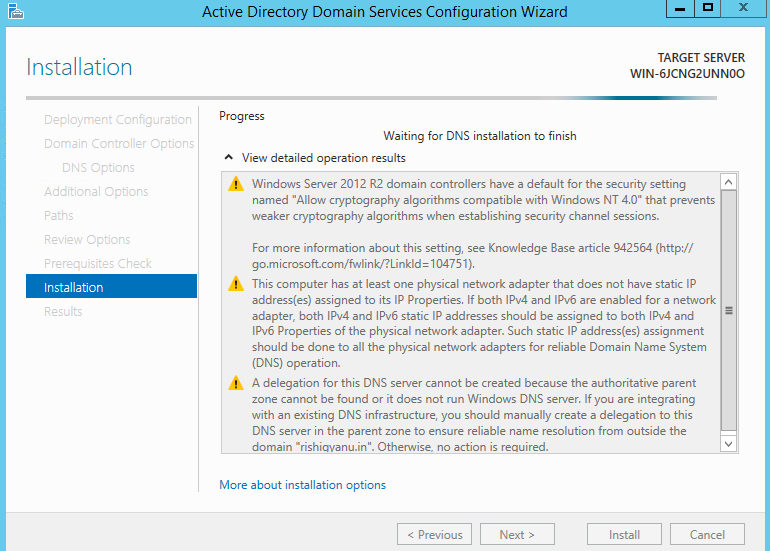 Active Directory Domain Services Configuration Wizard
Installation
TARGET SERVER
WIN-6JCNG2UNN0O
Deployment Configuration
Domain Controller Options
DNS Options
Additional Options
Paths
Review Options
Prerequisites Check
Installation
Results
Progress
Waiting for DNS installation to finish
View detailed operation results
Windows Server 2012 R2 domain controllers have a default for the security setting
named "Allow cryptography algorithms compatible with Windows NT 4.0" that prevents
weaker cryptography algorithms when establishing security channel sessions.
For more information about this setting, see Knowledge Base article 942564 (http://
go.microsoft.com/fwlink/?LinkId=104751).
This computer has at least one physical network adapter that does not have static IP
address(es) assigned to its IP Properties. If both IPv4 and IPv6 are enabled for a network
adapter, both IPv4 and IPv6 static IP addresses should be assigned to both IPv4 and
IPv6 Properties of the physical network adapter. Such static IP address(es) assignment
should be done to all the physical network adapters for reliable Domain Name System
(DNS) operation.
A delegation for this DNS server cannot be created because the authoritative parent
zone cannot be found or it does not run Windows DNS server. If you are integrating
with an existing DNS infrastructure, you should manually create a delegation to this
DNS server in the parent zone to ensure reliable name resolution from outside the
domain "rishigyanu.in". Otherwise, no action is required.
More about installation options
< Previous
Next >
Install
Cancel